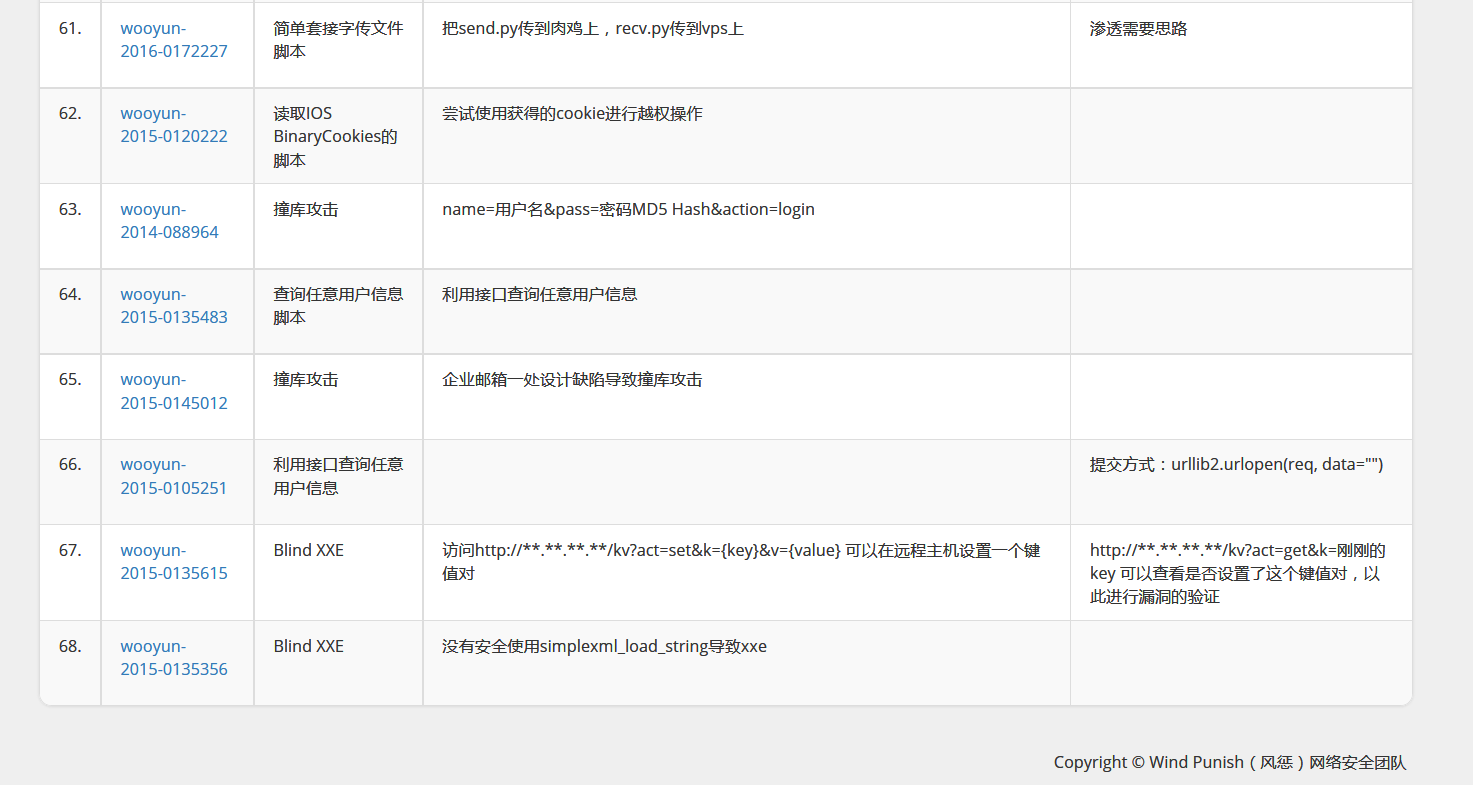 61.
wooyun-
2016-0172227
简单套接字传文件
脚本
把send.py传到肉鸡上，recv.py传到vps上
渗透需要思路
62.
wooyun-
2015-0120222
读取IOS
BinaryCookies的
脚本
尝试使用获得的cookie进行越权操作
63.
wooyun-
2014-088964
撞库攻击
name=用户名&pass=密码MD5 Hash&action=login
64.
wooyun-
2015-0135483
查询任意用户信息
脚本
利用接口查询任意用户信息
65.
wooyun-
2015-0145012
撞库攻击
企业邮箱一处设计缺陷导致撞库攻击
66.
wooyun-
2015-0105251
利用接口查询任意
用户信息
提交方式：urllib2.urlopen(req, data="")
67.
wooyun-
2015-0135615
Blind XXE
访问http://**.**.**.**/kv?act=set&k={key}&v={value} 可以在远程主机设置一个键
值对
http://**.**.**.**/kv?act=get&k=刚刚的
key 可以查看是否设置了这个键值对，以
此进行漏洞的验证
68.
wooyun-
2015-0135356
Blind XXE
没有安全使用simplexml_load_string导致xxe
Copyright © Wind Punish（风惩）网络安全团队